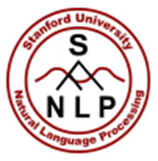 Stanford University
S
NLP
Natural Language Processing